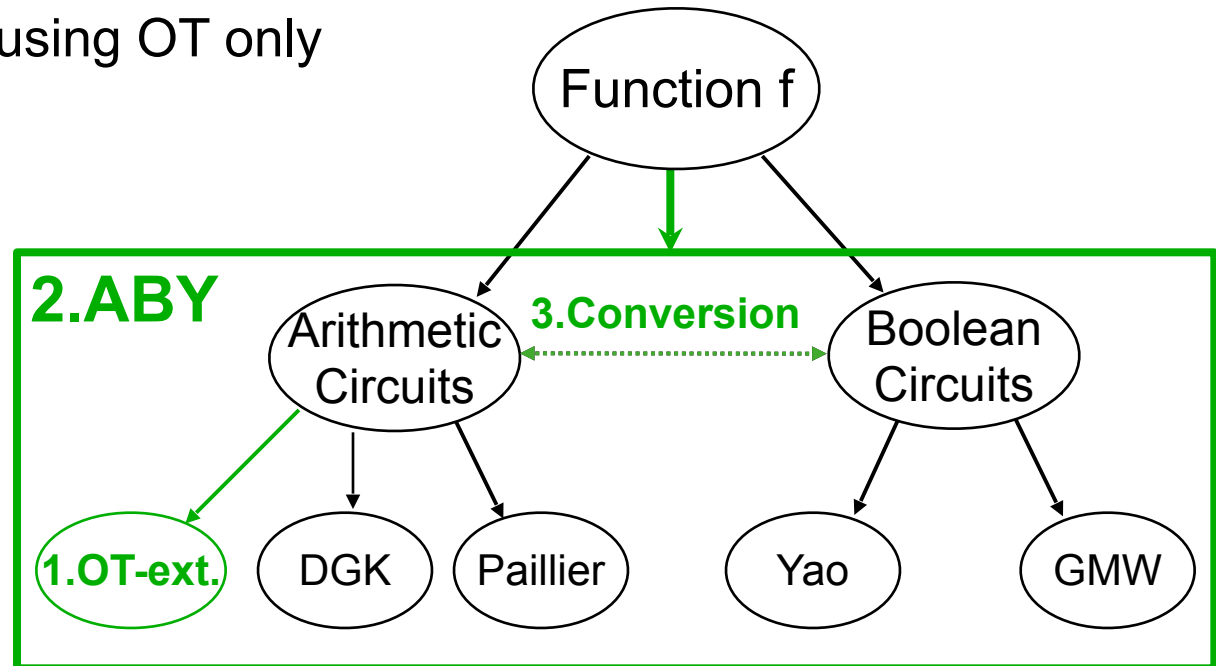 using OT only
Function f
2.ABY
3.Conversion
Arithmetic
Circuits
Boolean
Circuits
1.OT-ext.
DGK
Paillier
Yao
GMW